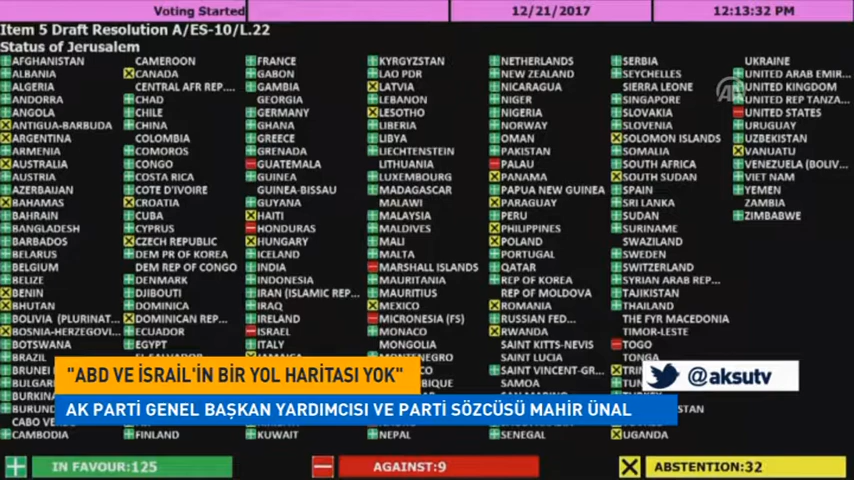 Voting Started
12/21/2017
12:13:32 PM
Item 5 Draft Resolution A/ES-10/L.22
Status of Jerusalem
AFGHANISTAN
ALBANIA
ALGERIA
ANDORRA
ANGOLA
ANTIGUA-BARBUDA
ARGENTINA
ARMENIA
AUSTRALIA
AUSTRIA
AZERBAIJAN
BAHAMAS
BAHRAIN
BANGLADESH
BARBADOS
BELARUS
BELGIUM
BELIZE
BENIN
BHUTAN
BOLIVIA (PLURINAT...
BOSNIA-HERZEGOVI...
BOTSWANA
BRAZIL
BRUNEI
CAMBODIA
CAMEROON
CANADA
CENTRAL AFR REP....
CHAD
CHILE
CHINA
COLOMBIA
COMOROS
CONGO
COSTA RICA
COTE D'IVOIRE
CROATIA
CUBA
CYPRUS
CZECH REPUBLIC
DEM PR OF KOREA
DEM REP OF CONGO
DENMARK
DJIBOUTI
DOMINICA
DOMINICAN REP...
ECUADOR
EGYPT
FINLAND
FRANCE
GABON
GAMBIA
GEORGIA
GERMANY
GHANA
GREECE
GRENADA
GUATEMALA
GUINEA
GUINEA-BISSAU
GUYANA
HAITI
HONDURAS
HUNGARY
ICELAND
INDIA
INDONESIA
IRAN (ISLAMIC REP...
IRAQ
IRELAND
ISRAEL
ITALY
KUWAIT
KYRGYZSTAN
LAO PDR
LATVIA
LEBANON
LESOTHO
LIBERIA
LIBYA
LIECHTENSTEIN
LITHUANIA
LUXEMBOURG
MADAGASCAR
MALAWI
MALAYSIA
MALDIVES
MALI
MALTA
MARSHALL ISLANDS
MAURITANIA
MAURITIUS
MEXICO
MICRONESIA (FS)
MONACO
MONGOLIA
NEPAL
NETHERLANDS
NEW ZEALAND
NICARAGUA
NIGER
NIGERIA
NORWAY
OMAN
PAKISTAN
PALAU
PANAMA
PAPUA NEW GUINEA
PARAGUAY
PERU
PHILIPPINES
POLAND
PORTUGAL
QATAR
REP OF KOREA
REP OF MOLDOVA
ROMANIA
RUSSIAN FED...
RWANDA
SAINT KITTS-NEVIS
SAINT LUCIA
SAINT VINCENT-GR...
SAMOA
SENEGAL
SERBIA
SEYCHELLES
SIERRA LEONE
SINGAPORE
SLOVAKIA
SLOVENIA
SOLOMON ISLANDS
SOMALIA
SOUTH AFRICA
SOUTH SUDAN
SPAIN
SRI LANKA
SUDAN
SURINAME
SWAZILAND
SWEDEN
SWITZERLAND
SYRIAN ARAB REP...
TAJIKISTAN
THAILAND
THE FYR MACEDONIA
TIMOR-LESTE
TOGO
TONGA
UGANDA
UKRAINE
UNITED ARAB EMIR...
UNITED KINGDOM
UNITED REP TANZA...
UNITED STATES
URUGUAY
UZBEKISTAN
VANUATU
VENEZUELA (BOLIV...
VIET NAM
YEMEN
ZAMBIA
ZIMBABWE
AA
"ABD VE İSRAİL'İN BİR YOL HARİTASI YOK"
@aksutv
AK PARTİ GENEL BAŞKAN YARDIMCISI VE PARTİ SÖZCÜSÜ MAHİR ÜNAL
IN FAVOUR:125
AGAINST:9
ABSTENTION:32